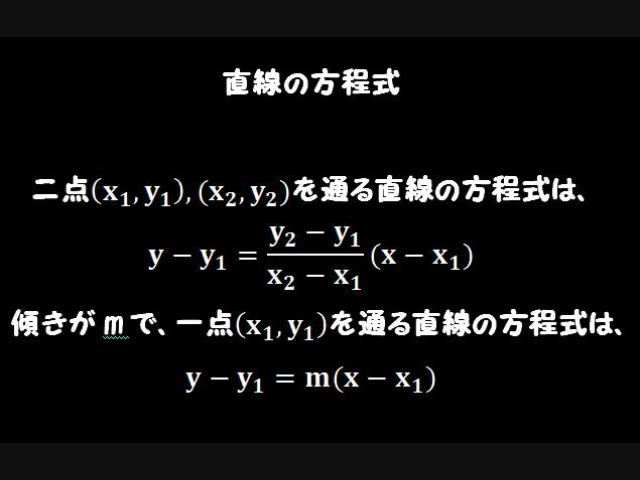 直線の方程式
二点(x₁,y₁),(x₂,y₂)を通る直線の方程式は、
y − y₁ = (y₂ − y₁)/(x₂ − x₁) (x − x₁)
傾きがmで、一点(x₁,y₁)を通る直線の方程式は、
y − y₁ = m(x − x₁)